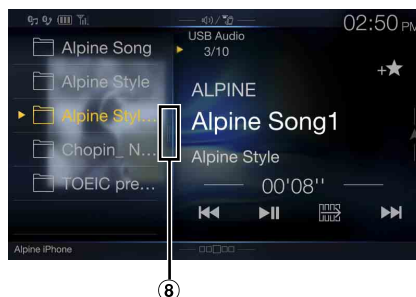 02:50 PM
USB Audio
3/10
Alpine Song
Alpine Style
Alpine Styl...
Chopin_ N...
TOEIC pre...
ALPINE
Alpine Song1
Alpine Style
00'08''
Alpine iPhone
8